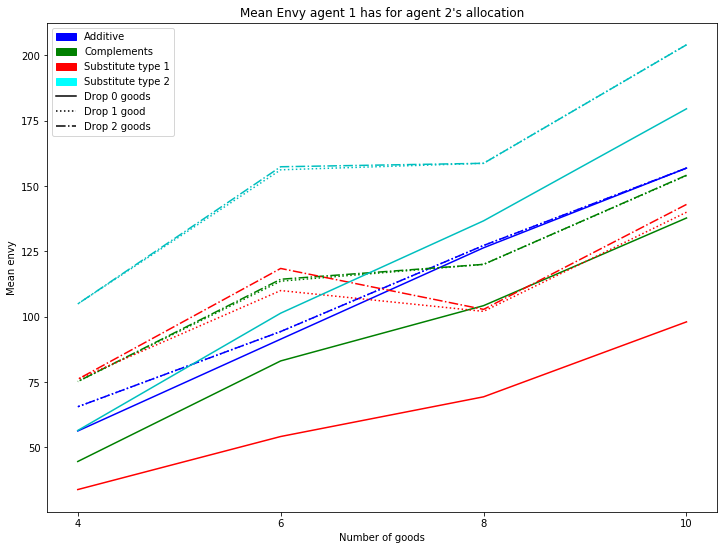 Mean Envy agent 1 has for agent 2's allocation
Additive
Complements
Substitute type 1
Substitute type 2
Drop 0 goods
Drop 1 good
Drop 2 goods
200
175
150
125
100
75
50
Mean envy
4
6
8
10
Number of goods